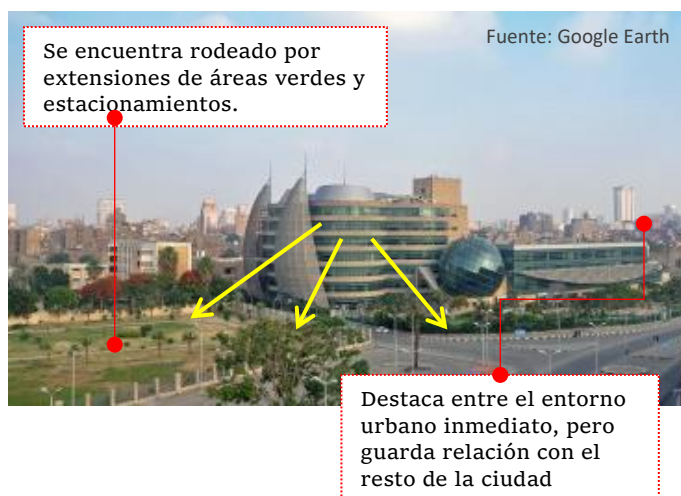 Se encuentra rodeado por
extensiones de áreas verdes y
estacionamientos.
Fuente: Google Earth
Destaca entre el entorno
urbano inmediato, pero
guarda relación con el
resto de la ciudad